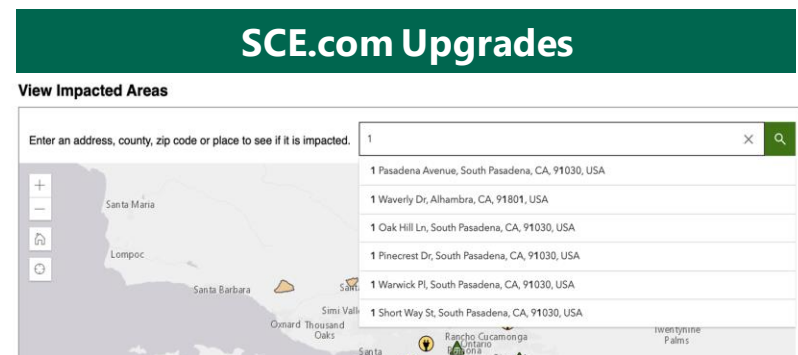 SCE.com Upgrades
View Impacted Areas
Enter an address, county, zip code or place to see if it is impacted.
1
1 Pasadena Avenue, South Pasadena, CA, 91030, USA
1 Waverly Dr, Alhambra, CA, 91801, USA
1 Oak Hill Ln, South Pasadena, CA, 91030, USA
1 Pinecrest Dr, South Pasadena, CA, 91030, USA
1 Warwick Pl, South Pasadena, CA, 91030, USA
1 Short Way St, South Pasadena, CA, 91030, USA
Santa Maria
Lompoc
Santa Barbara
Simi Vall
Oxnard Thousand
Oaks
Rancho Cucamonga
Ontario
Santa
Twentynine
Palms